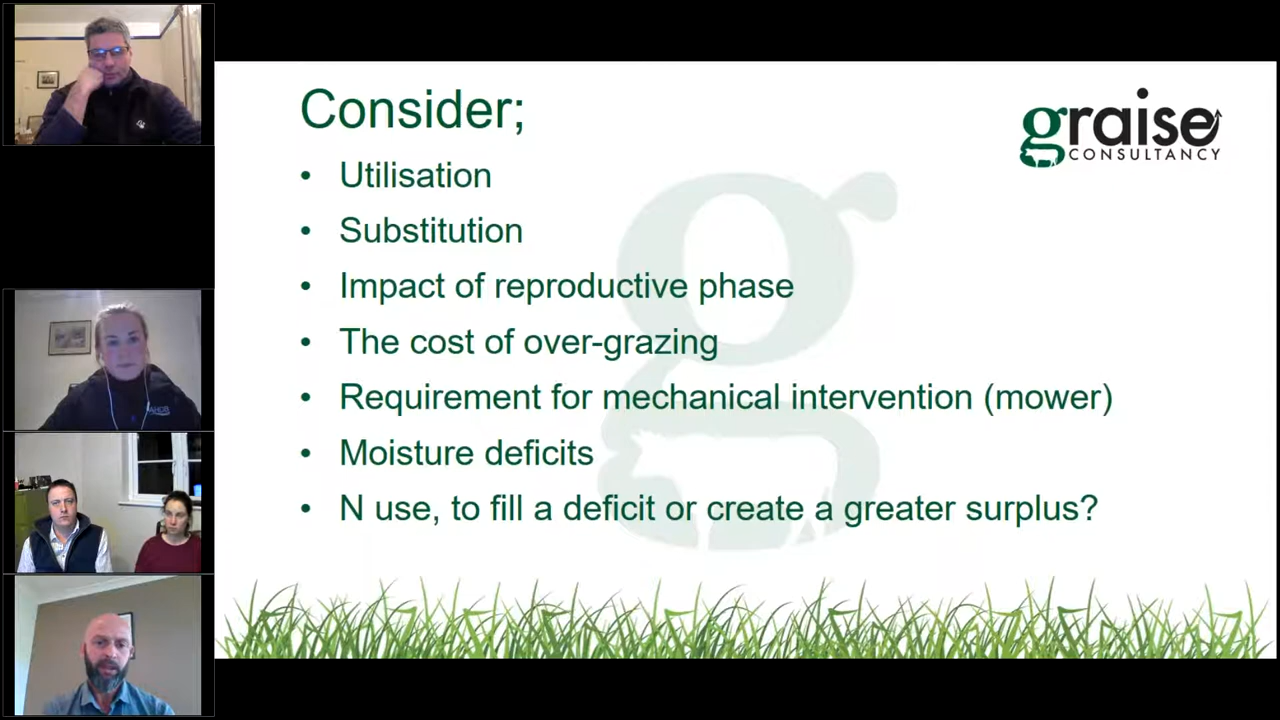 Consider;
graise
CONSULTANCY
• Utilisation
• Substitution
• Impact of reproductive phase
• The cost of over-grazing
• Requirement for mechanical intervention (mower)
• Moisture deficits
• N use, to fill a deficit or create a greater surplus?
AHDB